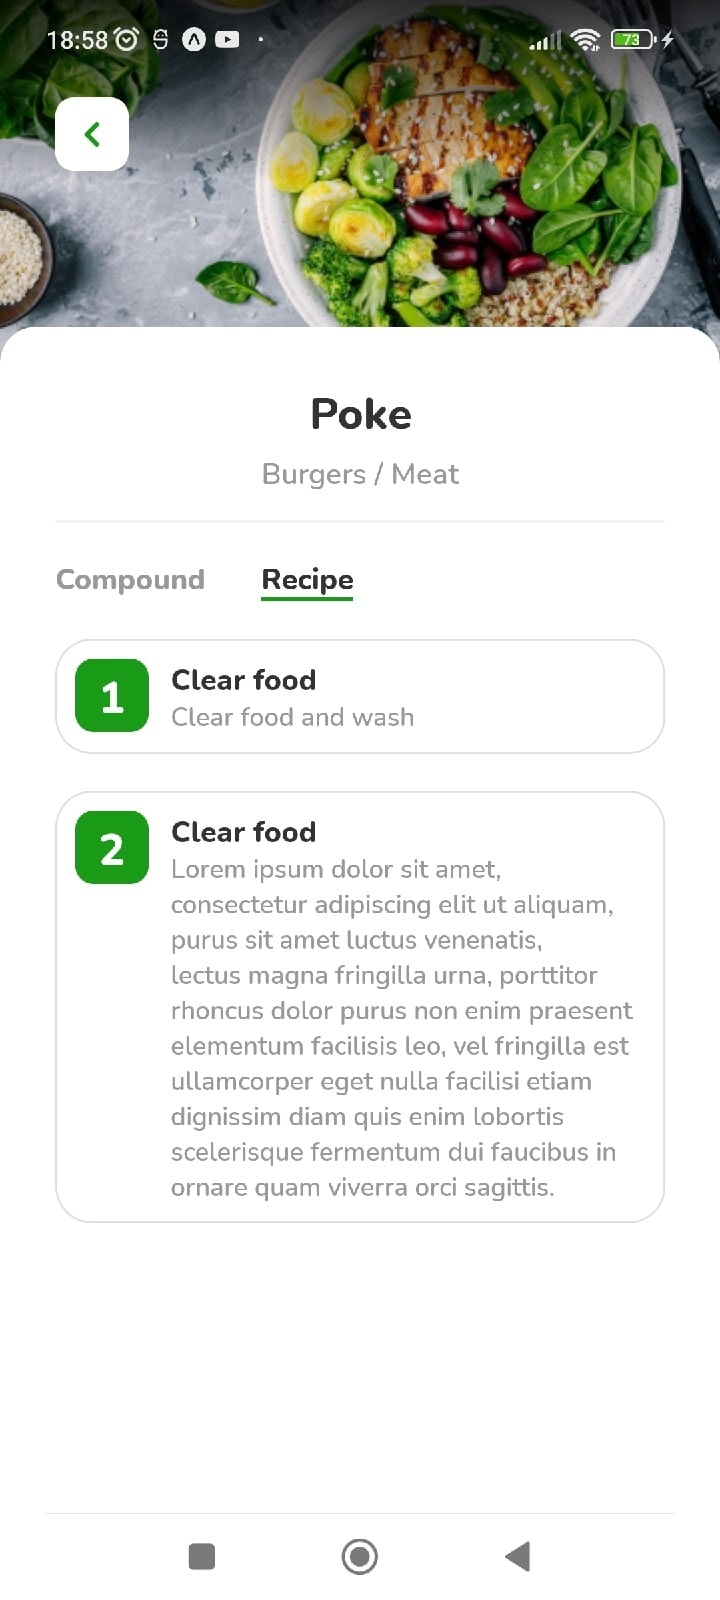 18:58
73
Poke
Burgers / Meat
Compound
Recipe
1
Clear food
Clear food and wash
2
Clear food
Lorem ipsum dolor sit amet,
consectetur adipiscing elit ut aliquam,
purus sit amet luctus venenatis,
lectus magna fringilla urna, porttitor
rhoncus dolor purus non enim praesent
elementum facilisis leo, vel fringilla est
ullamcorper eget nulla facilisi etiam
dignissim diam quis enim lobortis
scelerisque fermentum dui faucibus in
ornare quam viverra orci sagittis.